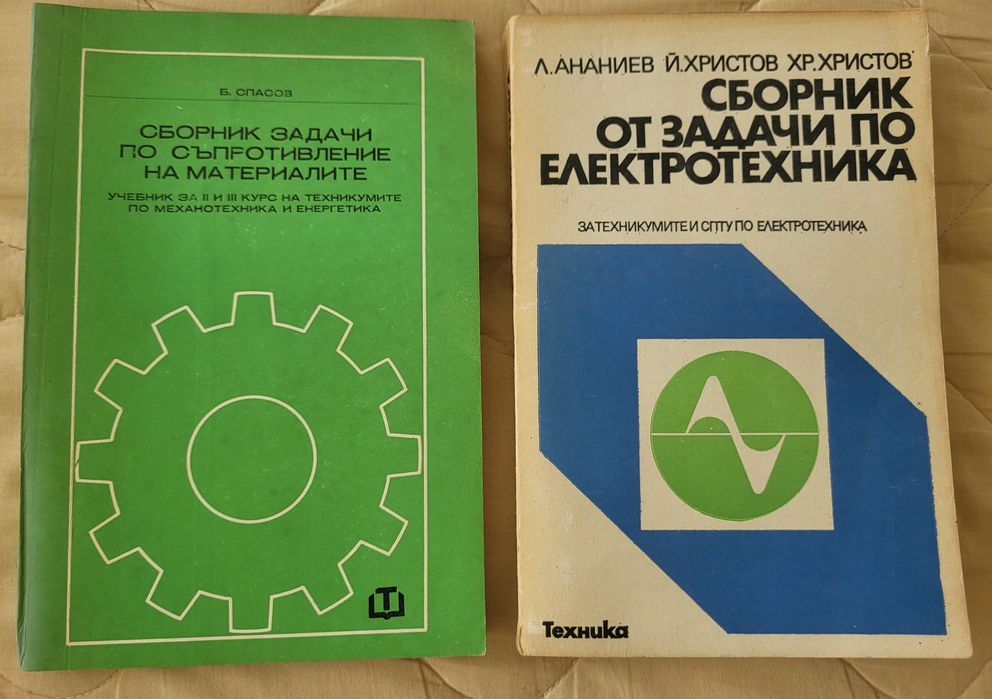 Б. СПАСОВ
СБОРНИК ЗАДАЧИ
ПО СЪПРОТИВЛЕНИЕ
НА МАТЕРИАЛИТЕ
УЧЕБНИК ЗА II И III КУРС НА ТЕХНИКУМИТЕ
ПО МЕХАНОТЕХНИКА И ЕНЕРГЕТИКА
Т
Л. АНАНИЕВ Й. ХРИСТОВ ХР. ХРИСТОВ
СБОРНИК
ОТ ЗАДАЧИ ПО
ЕЛЕКТРОТЕХНИКА
ЗА ТЕХНИКУМИТЕ И СПТУ ПО ЕЛЕКТРОТЕХНИКА
Техника